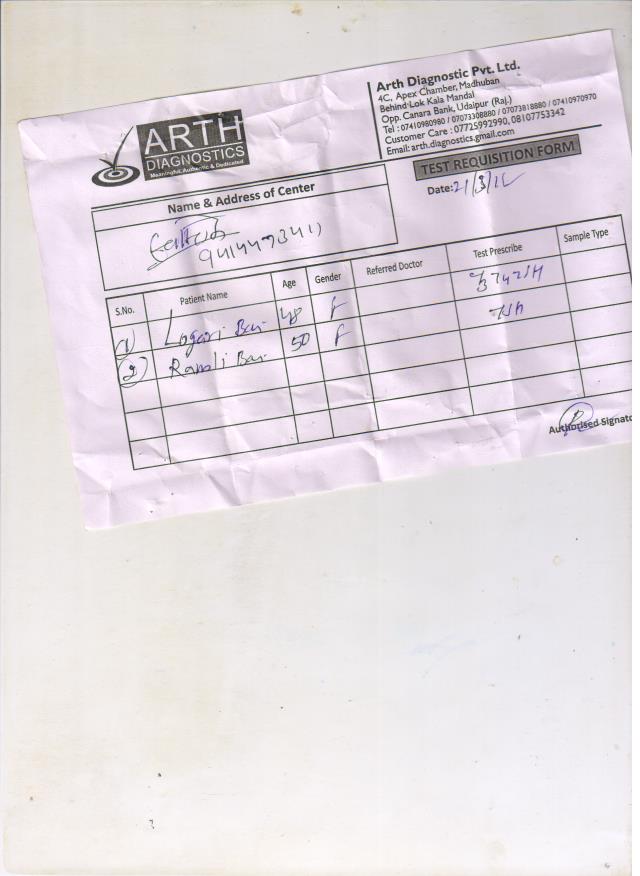 ARTH
DIAGNOSTICS
Meaningful, Authentic & Dedicated
Arth Diagnostic Pvt. Ltd.
4C, Apex Chamber, Madhuban
Behind Lok Kala Mandal
Opp. Canara Bank, Udaipur (Raj.)
Tel : 07410980980 / 07073308880 / 07073818880 / 07410970970
Customer Care : 07725992990, 08107753342
Email: arth.diagnostics.gmail.com
TEST REQUISITION FORM
Date:
Name & Address of Center
S.No. Patient Name Age Gender Referred Doctor Test Prescribe Sample Type
(1) Bai 48 F
(2) Ramli Bai 50 F
Authorised Signato